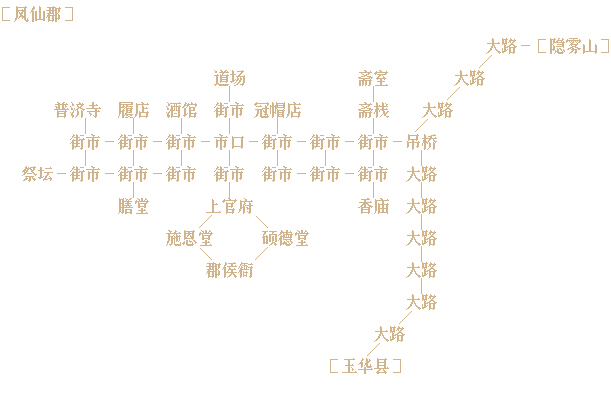 [凤仙郡]
大路－[隐雾山]
道场 斋室 大路
普济寺 履店 酒馆 街市 冠帽店 斋栈 大路
街市－街市－街市－市口－街市－街市－街市－吊桥
祭坛－街市－街市－街市 街市 街市－街市－街市 大路
膳堂 上官府 香庙 大路
施恩堂 硕德堂 大路
郡侯衙 大路
大路
大路
[玉华县]